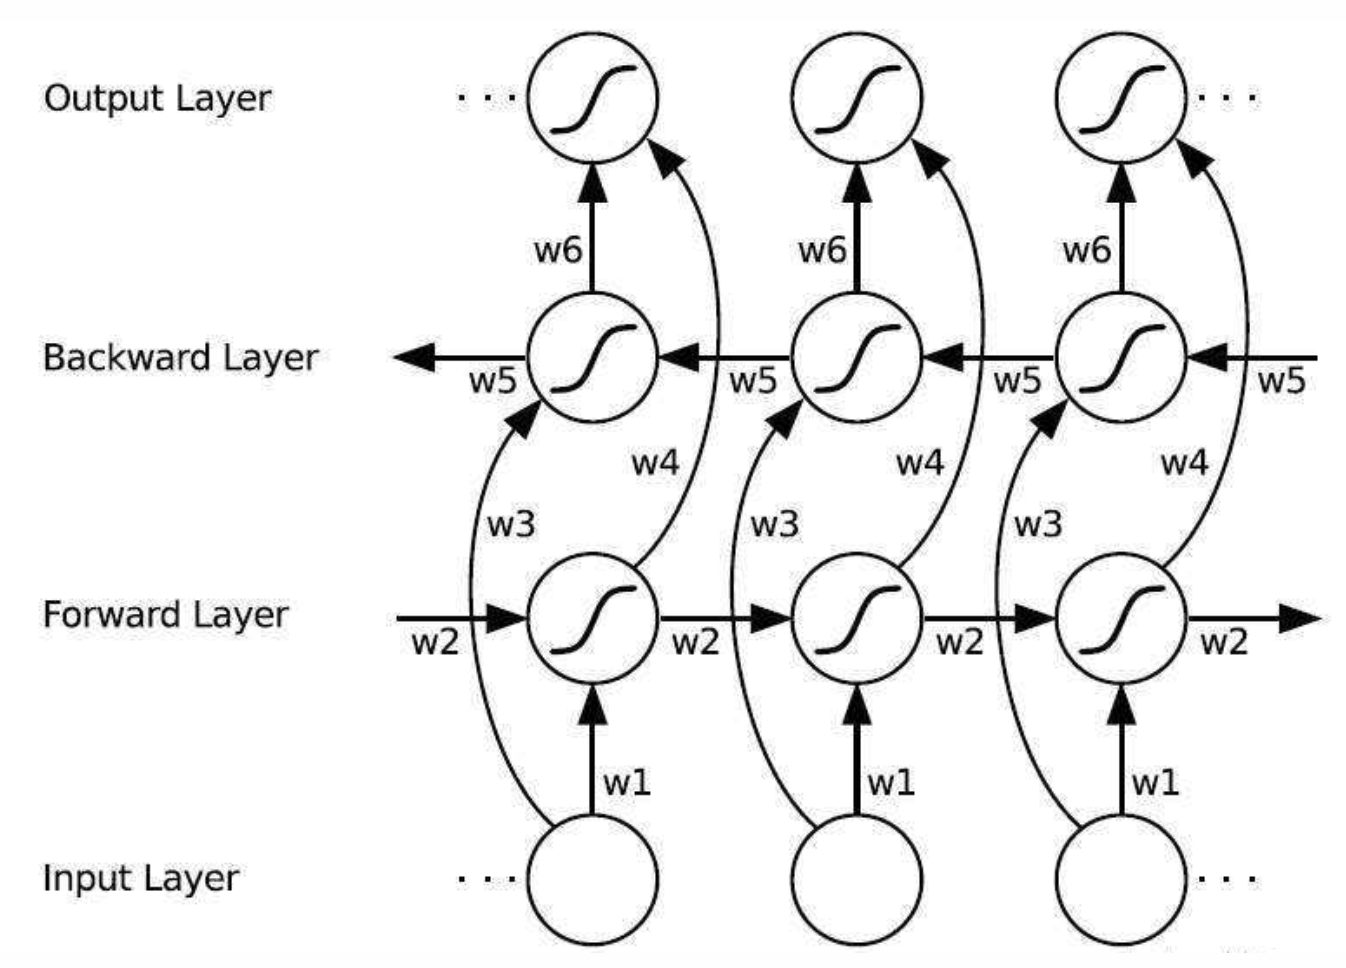 Output Layer
. . .
. . .
w6 w6 w6
Backward Layer
w5 w5 w5 w5
w4 w4 w4
w3 w3 w3
Forward Layer
w2 w2 w2 w2
w1 w1 w1
Input Layer
. . .
. . .